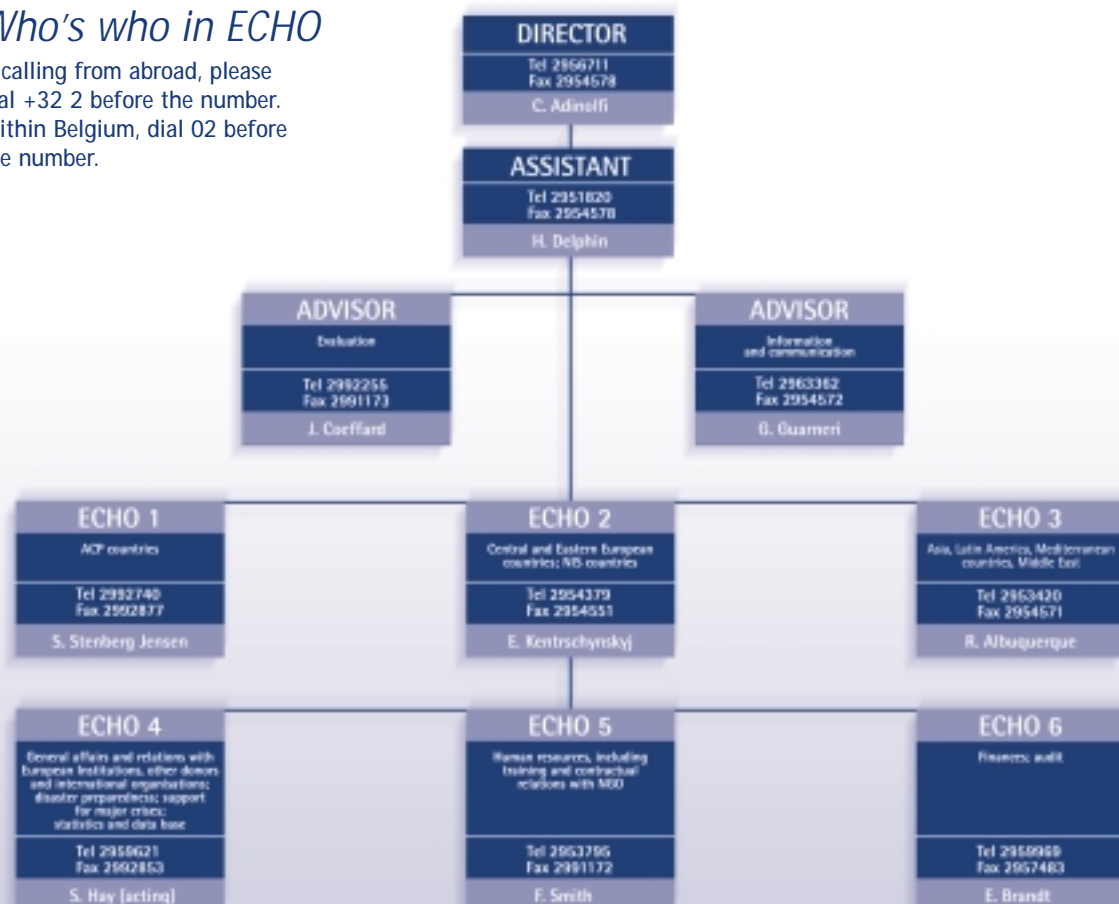 Who's who in ECHO
calling from abroad, please
al +32 2 before the number.
ithin Belgium, dial 02 before
e number.
DIRECTOR
Tel 2956711
Fax 2954578
C. Adinolfi
ASSISTANT
Tel 2951820
Fax 2954578
H. Delphin
ADVISOR
Evaluation
Tel 2992255
Fax 2991173
J. Coeffard
ADVISOR
Information
and communication
Tel 2963362
Fax 2954572
G. Guarneri
ECHO 1
ACP countries
Tel 2992740
Fax 2992877
S. Stenberg Jensen
ECHO 2
Central and Eastern European
countries; NIS countries
Tel 2954379
Fax 2954551
E. Kentrschynskyj
ECHO 3
Asia, Latin America, Mediterranean
countries, Middle East
Tel 2953420
Fax 2954571
R. Albuquerque
ECHO 4
General affairs and relations with
European Institutions, other donors
and international organisations;
disaster preparedness; support
for major crises;
statistics and data base
Tel 2959621
Fax 2992853
S. Hay (acting)
ECHO 5
Human resources, including
training and contractual
relations with NGO
Tel 2953795
Fax 2991172
F. Smith
ECHO 6
Finances; audit
Tel 2959969
Fax 2957483
E. Brandt